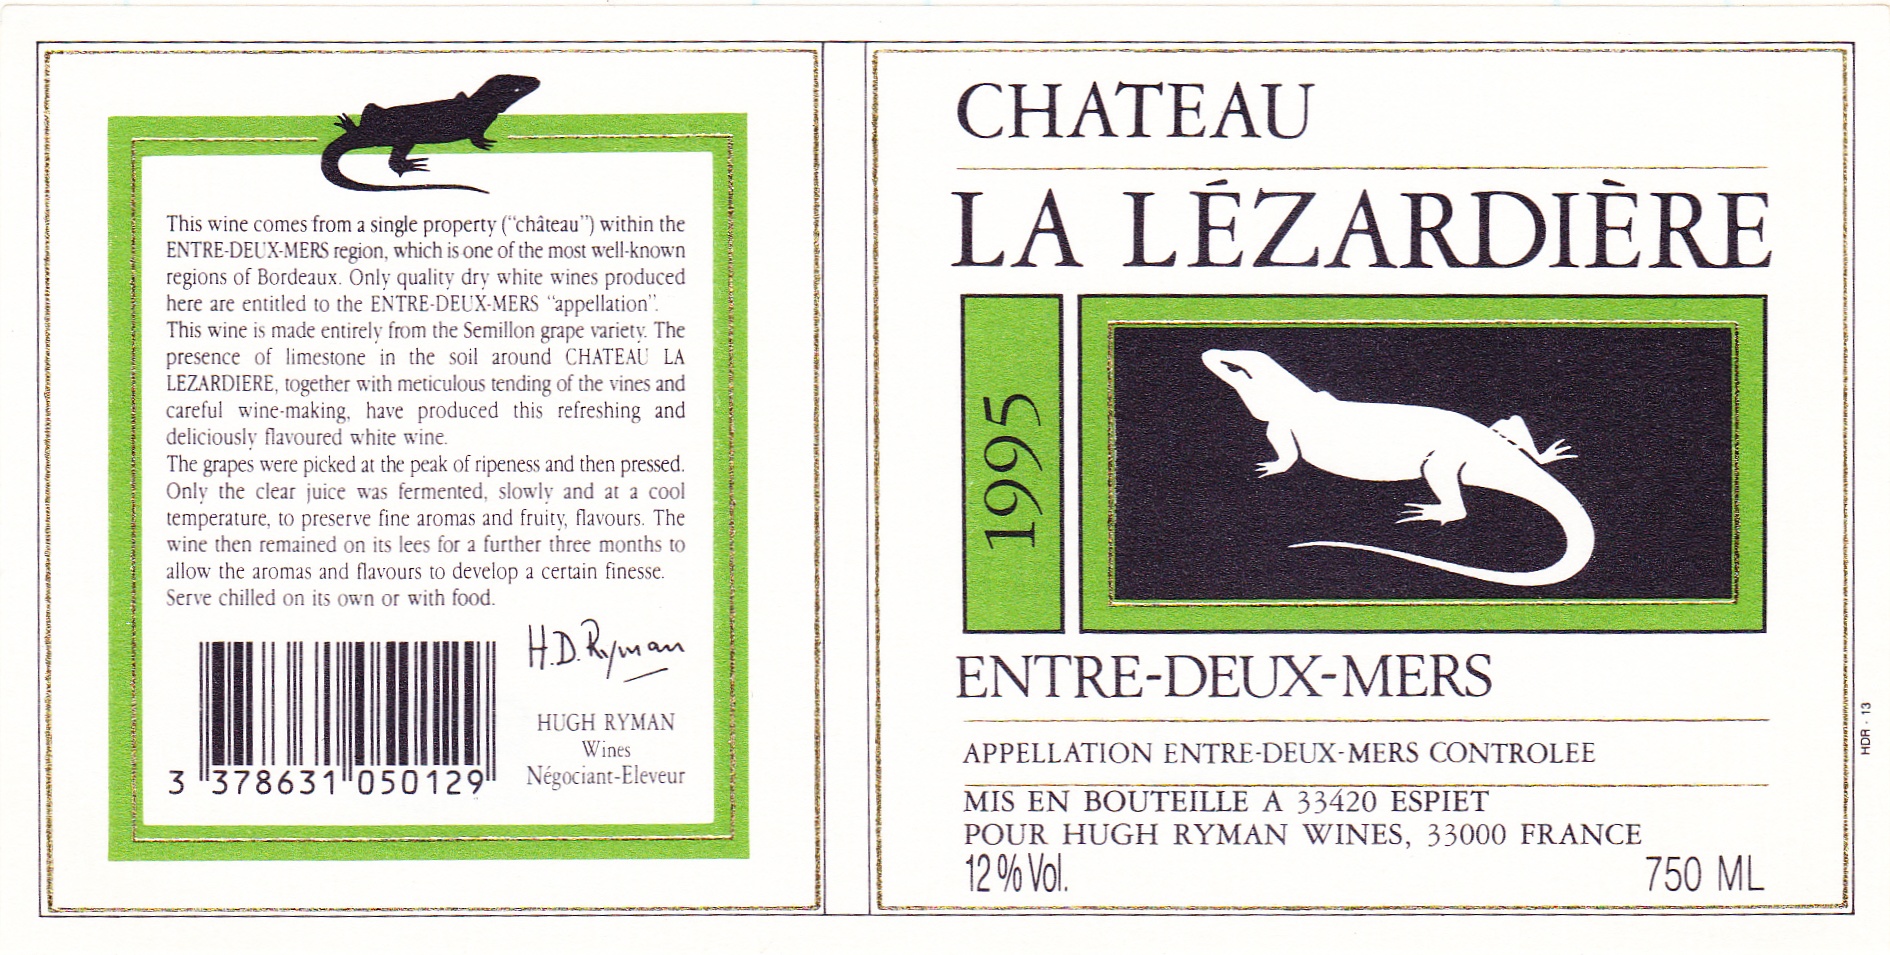 This wine comes from a single property (“château”) within the
ENTRE-DEUX-MERS region, which is one of the most well-known
regions of Bordeaux. Only quality dry white wines produced
here are entitled to the ENTRE-DEUX-MERS “appellation”.
This wine is made entirely from the Semillon grape variety. The
presence of limestone in the soil around CHATEAU LA
LEZARDIERE, together with meticulous tending of the vines and
careful wine-making, have produced this refreshing and
deliciously flavoured white wine.
The grapes were picked at the peak of ripeness and then pressed.
Only the clear juice was fermented, slowly and at a cool
temperature, to preserve fine aromas and fruity, flavours. The
wine then remained on its lees for a further three months to
allow the aromas and flavours to develop a certain finesse.
Serve chilled on its own or with food.
H.D. Ryman
HUGH RYMAN
Wines
Négociant-Eleveur
3 378631 050129
CHATEAU
LA LÉZARDIÈRE
1995
ENTRE-DEUX-MERS
APPELLATION ENTRE-DEUX-MERS CONTROLEE
MIS EN BOUTEILLE A 33420 ESPIET
POUR HUGH RYMAN WINES, 33000 FRANCE
12% Vol.
750 ML
HDR - 13